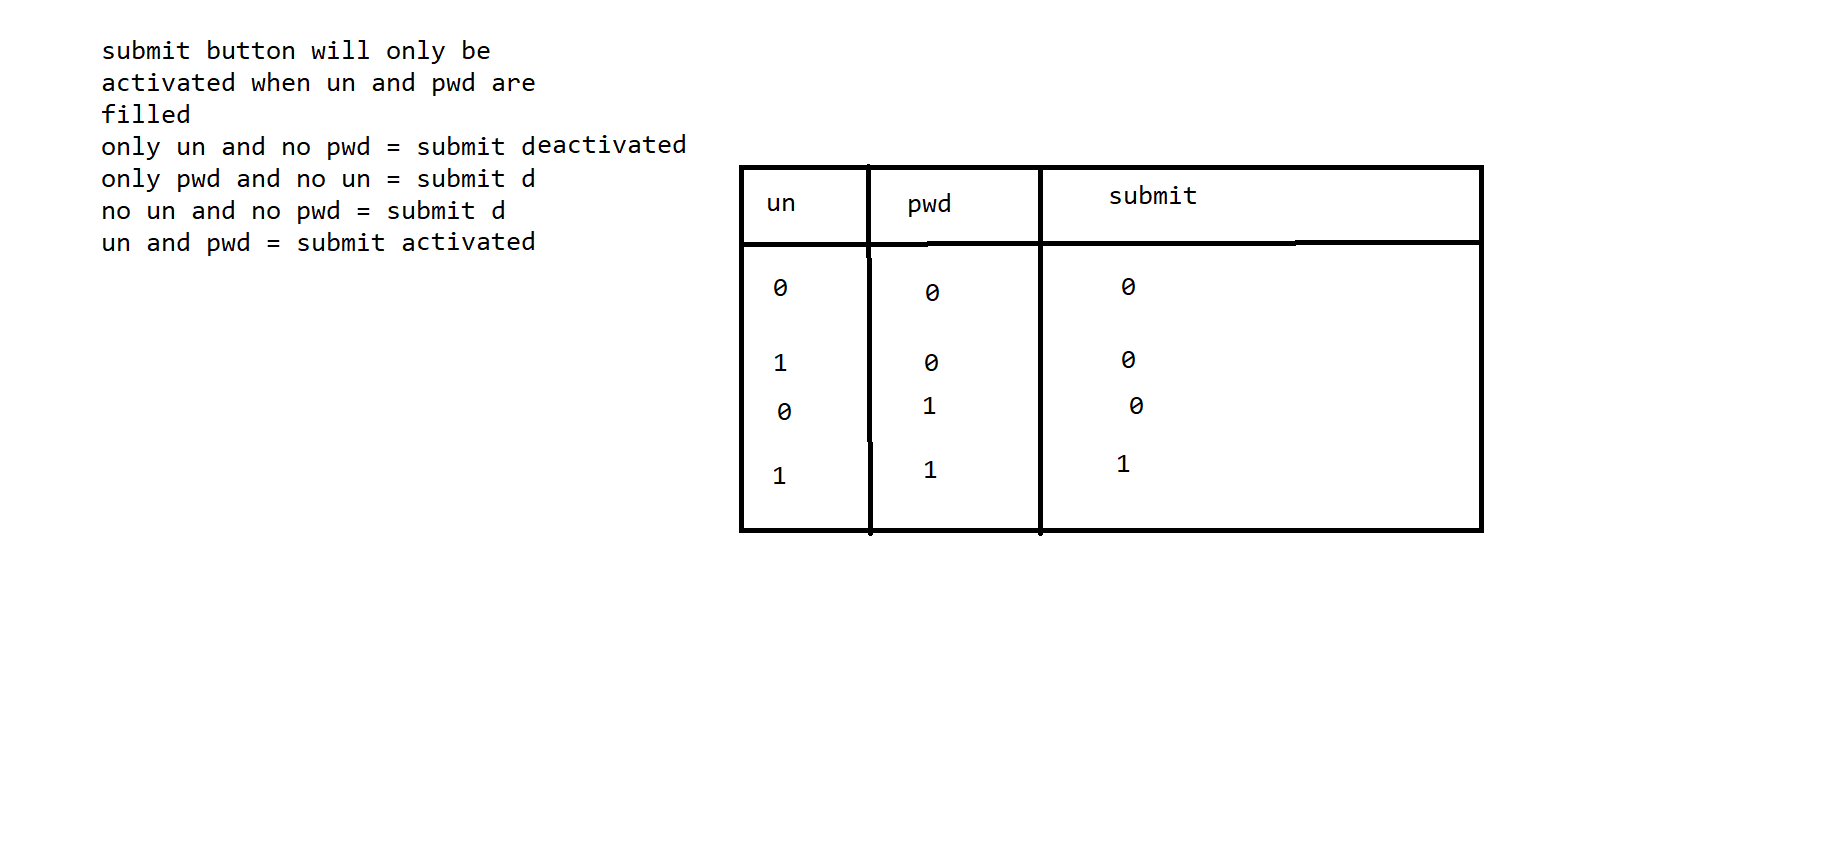 submit button will only be
activated when un and pwd are
filled
only un and no pwd = submit deactivated
only pwd and no un = submit d
no un and no pwd = submit d
un and pwd = submit activated
un pwd submit
0 0 0
1 0 0
0 1 0
1 1 1